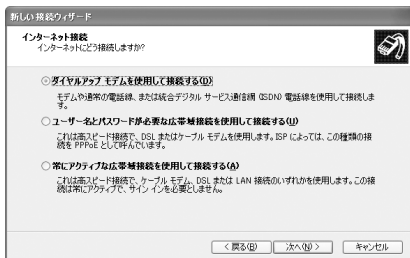 新しい接続ウィザード
インターネット接続
インターネットにどう接続しますか?
ダイヤルアップ モデムを使用して接続する(D)
モデムや通常の電話線、または統合デジタル サービス通信網 (ISDN) 電話線を使用して接続しま
す。
ユーザー名とパスワードが必要な広帯域接続を使用して接続する(U)
これは高スピード接続で、DSL またはケーブル モデムを使用します。ISP によっては、この種類の接
続を PPPoE として呼んでいます。
常にアクティブな広帯域接続を使用して接続する(A)
これは高スピード接続で、ケーブル モデム、DSL または LAN 接続のいずれかを使用します。この接
続は常にアクティブで、サイン インを必要としません。
< 戻る(B) 次へ(N) > キャンセル